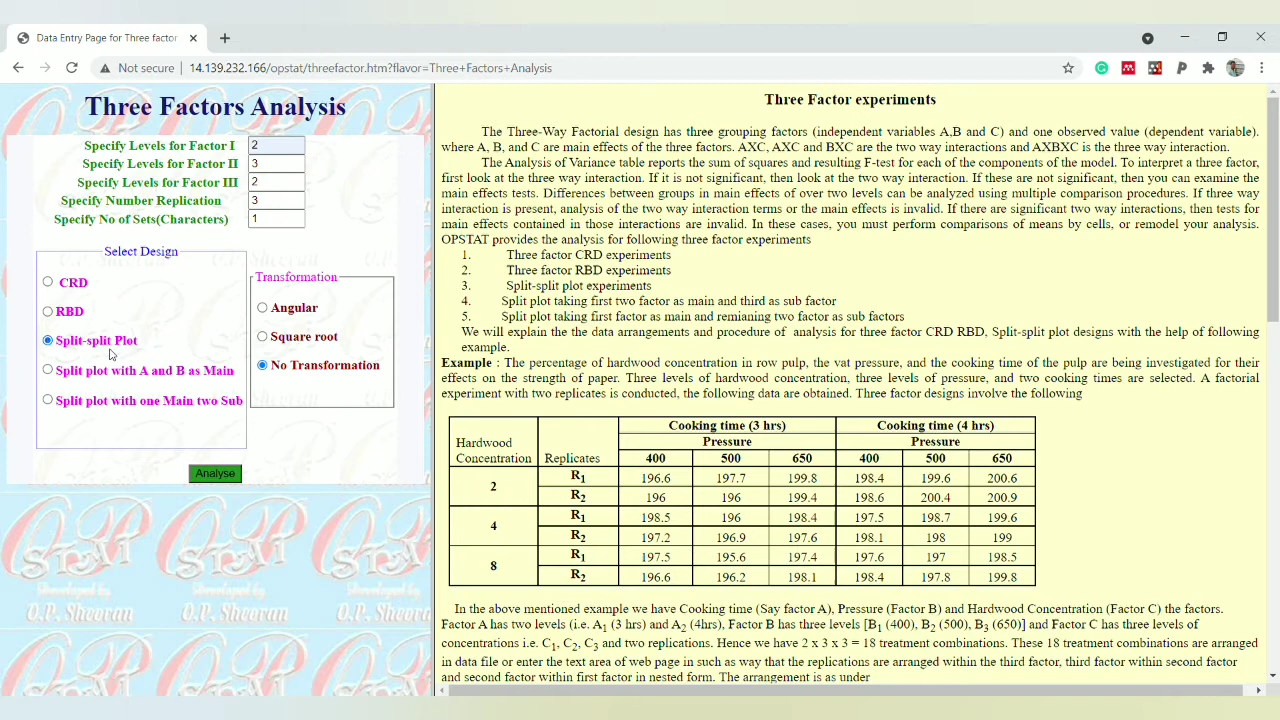 Data Entry Page for Three factor
Not secure
14.139.232.166/opstat/threefactor.htm?flavor=Three+Factors+Analysis
Three Factors Analysis
Specify Levels for Factor I 2
Specify Levels for Factor II 3
Specify Levels for Factor III 2
Specify Number Replication 3
Specify No of Sets(Characters) 1
Select Design
CRD
RBD
Split-split Plot
Split plot with A and B as Main
Split plot with one Main two Sub
Transformation
Angular
Square root
No Transformation
Analyse
Three Factor experiments
The Three-Way Factorial design has three grouping factors (independent variables A,B and C) and one observed value (dependent variable).
where A, B, and C are main effects of the three factors. AXC, AXC and BXC are the two way interactions and AXBXC is the three way interaction.
The Analysis of Variance table reports the sum of squares and resulting F-test for each of the components of the model. To interpret a three factor,
first look at the three way interaction. If it is not significant, then look at the two way interaction. If these are not significant, then you can examine the
main effects tests. Differences between groups in main effects of over two levels can be analyzed using multiple comparison procedures. If three way
interaction is present, analysis of the two way interaction terms or the main effects is invalid. If there are significant two way interactions, then tests for
main effects contained in those interactions are invalid. In these cases, you must perform comparisons of means by cells, or remodel your analysis.
OPSTAT provides the analysis for following three factor experiments
1. Three factor CRD experiments
2. Three factor RBD experiments
3. Split-split plot experiments
4. Split plot taking first two factor as main and third as sub factor
5. Split plot taking first factor as main and remianing two factor as sub factors
We will explain the the data arrangements and procedure of analysis for three factor CRD RBD, Split-split plot designs with the help of following
example.
Example : The percentage of hardwood concentration in row pulp, the vat pressure, and the cooking time of the pulp are being investigated for their
effects on the strength of paper. Three levels of hardwood concentration, three levels of pressure, and two cooking times are selected. A factorial
experiment with two replicates is conducted, the following data are obtained. Three factor designs involve the following
Hardwood Concentration Replicates Cooking time (3 hrs) Cooking time (4 hrs)
Pressure Pressure
400 500 650 400 500 650
2 R1 196.6 197.7 199.8 198.4 199.6 200.6
R2 196 196 199.4 198.6 200.4 200.9
4 R1 198.5 196 198.4 197.5 198.7 199.6
R2 197.2 196.9 197.6 198.1 198 199
8 R1 197.5 195.6 197.4 197.6 197 198.5
R2 196.6 196.2 198.1 198.4 197.8 199.8
In the above mentioned example we have Cooking time (Say factor A), Pressure (Factor B) and Hardwood Concentration (Factor C) the factors.
Factor A has two levels (i.e. A1 (3 hrs) and A2 (4hrs), Factor B has three levels [B1 (400), B2 (500), B3 (650)] and Factor C has three levels of
concentrations i.e. C1, C2, C3 and two replications. Hence we have 2 x 3 x 3 = 18 treatment combinations. These 18 treatment combinations are arranged
in data file or enter the text area of web page in such as way that the replications are arranged within the third factor, third factor within second factor
and second factor within first factor in nested form. The arrangement is as under